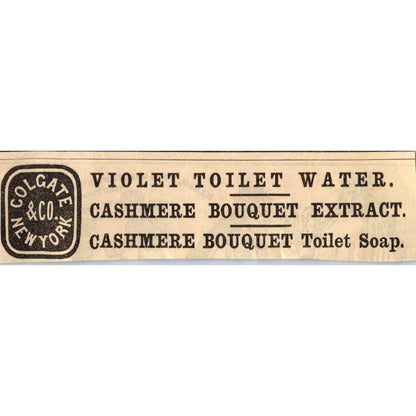 COLGATE
& CO.
NEW YORK
VIOLET TOILET WATER.
CASHMERE BOUQUET EXTRACT.
CASHMERE BOUQUET Toilet Soap.